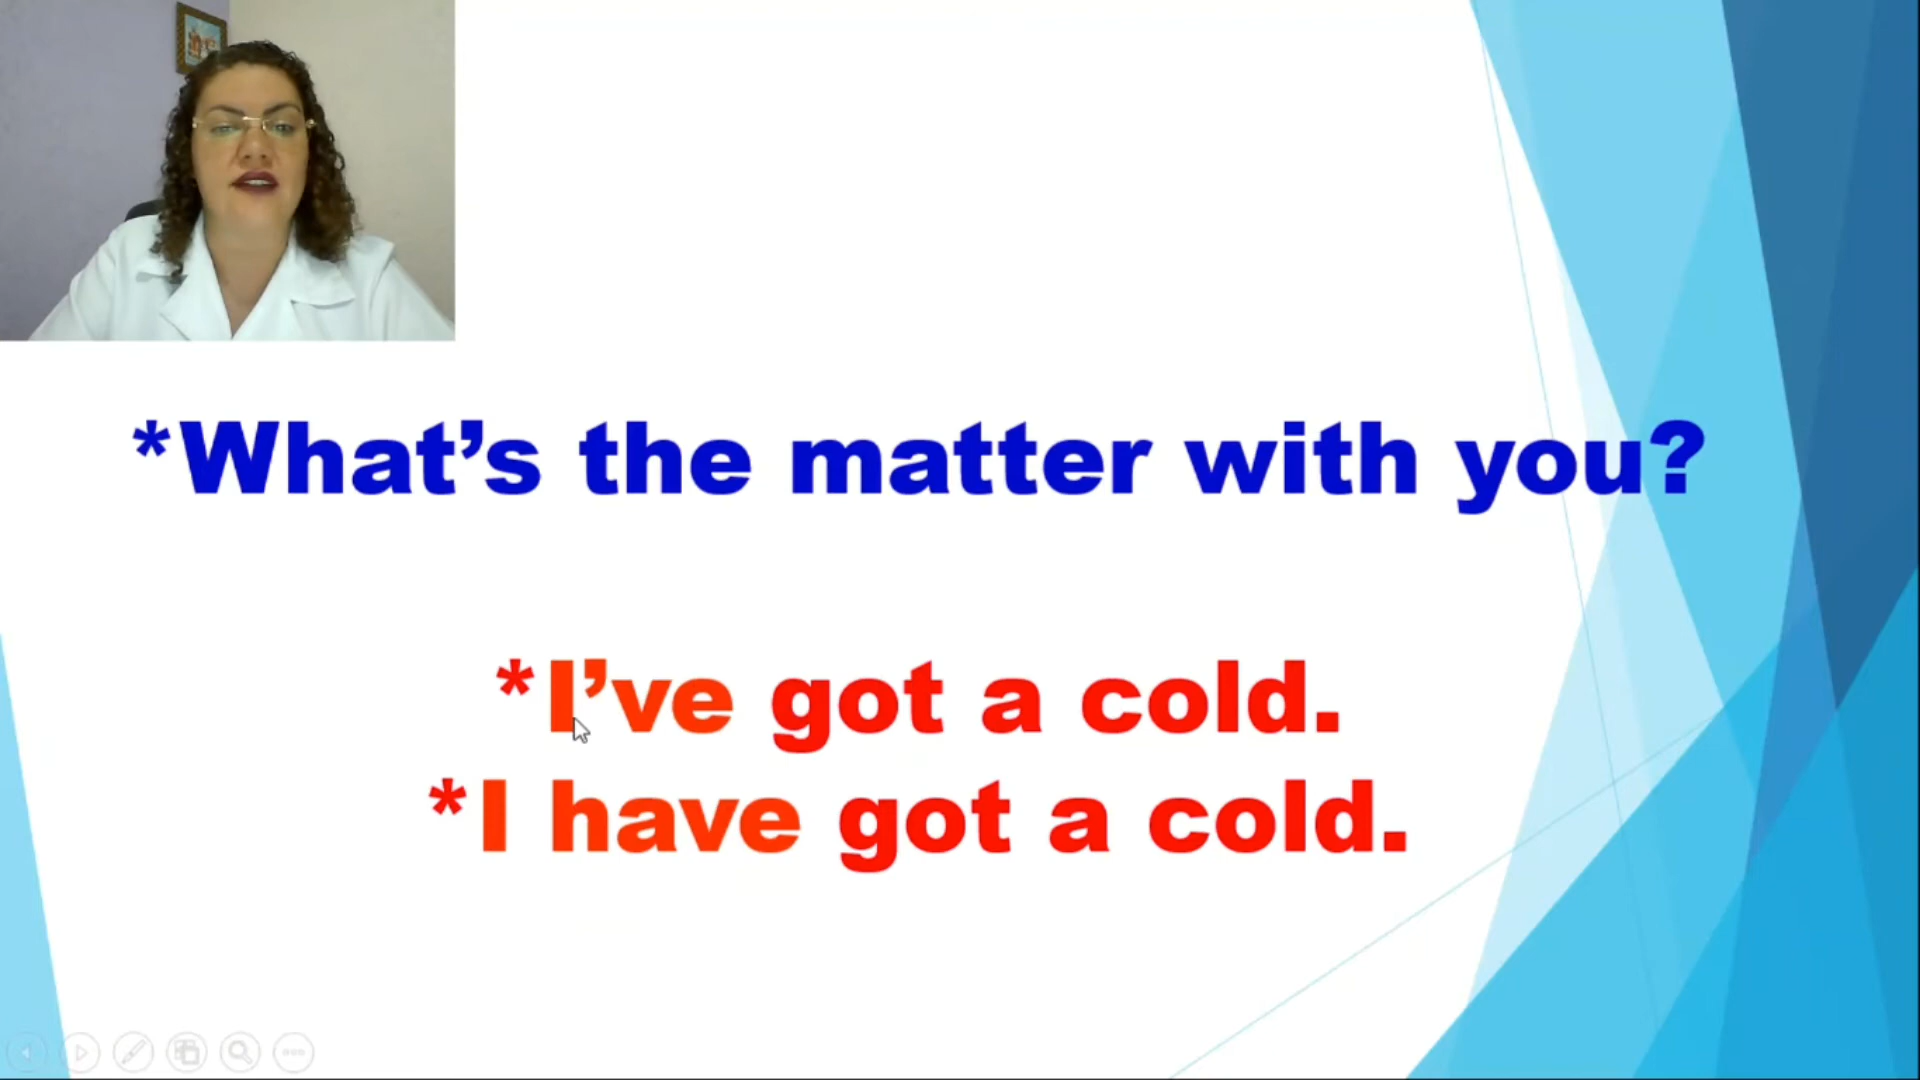 *What’s the matter with you?
*I’ve got a cold.
*I have got a cold.